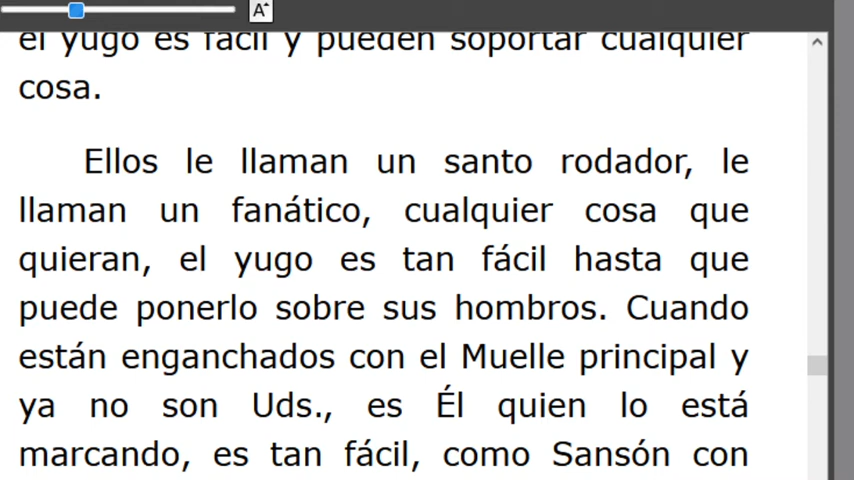 A
el yugo es fácil y pueden soportar cualquier
cosa.
Ellos le llaman un santo rodador, le
llaman un fanático, cualquier cosa que
quieran, el yugo es tan fácil hasta que
puede ponerlo sobre sus hombros. Cuando
están enganchados con el Muelle principal y
ya no son Uds., es Él quien lo está
marcando, es tan fácil, como Sansón con